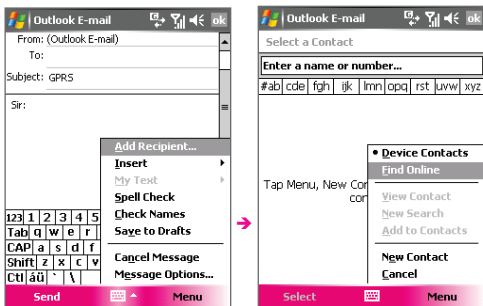 Outlook E-mail ok
From: (Outlook E-mail)
To:
Subject: GPRS
Sir:
Add Recipient...
Insert
My Text
Spell Check
Check Names
Save to Drafts
Cancel Message
Message Options...
123 1 2 3 4 5
Tab q w e r
CAP a s d f
Shift z x c v
Ctl áü ` \
Send Menu
Outlook E-mail ok
Select a Contact
Enter a name or number...
#ab cde fgh ijk lmn opq rst uvw xyz
Tap Menu, New Con
con
Device Contacts
Find Online
View Contact
New Search
Add to Contacts
New Contact
Cancel
Select Menu